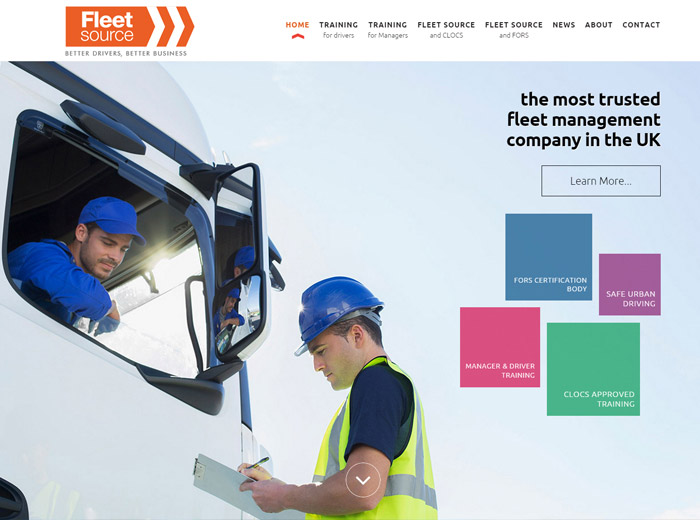 Fleet
source
BETTER DRIVERS, BETTER BUSINESS
HOME
TRAINING
for drivers
TRAINING
for Managers
FLEET SOURCE
and CLOCS
FLEET SOURCE
and FORS
NEWS
ABOUT
CONTACT
the most trusted
fleet management
company in the UK
Learn More...
FORS CERTIFICATION
BODY
SAFE URBAN
DRIVING
MANAGER & DRIVER
TRAINING
CLOCS APPROVED
TRAINING